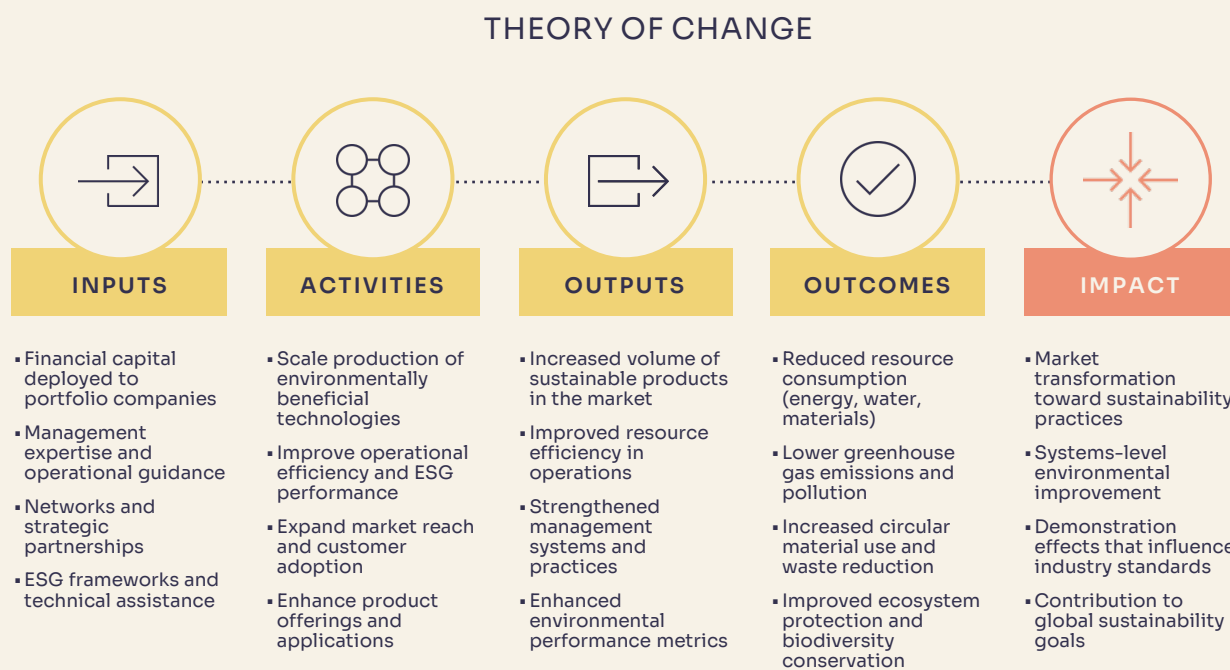 THEORY OF CHANGE
INPUTS
▪Financial capital
deployed to
portfolio companies
▪Management
expertise and
operational guidance
▪Networks and
strategic
partnerships
▪ESG frameworks and
technical assistance
ACTIVITIES
▪Scale production of
environmentally
beneficial
technologies
▪Improve operational
efficiency and ESG
performance
▪Expand market reach
and customer
adoption
▪Enhance product
offerings and
applications
OUTPUTS
▪Increased volume of
sustainable products
in the market
▪Improved resource
efficiency in
operations
▪Strengthened
management
systems and
practices
▪Enhanced
environmental
performance metrics
OUTCOMES
▪Reduced resource
consumption
(energy, water,
materials)
▪Lower greenhouse
gas emissions and
pollution
▪Increased circular
material use and
waste reduction
▪Improved ecosystem
protection and
biodiversity
conservation
IMPACT
▪Market
transformation
toward sustainability
practices
▪Systems-level
environmental
improvement
▪Demonstration
effects that influence
industry standards
▪Contribution to
global sustainability
goals